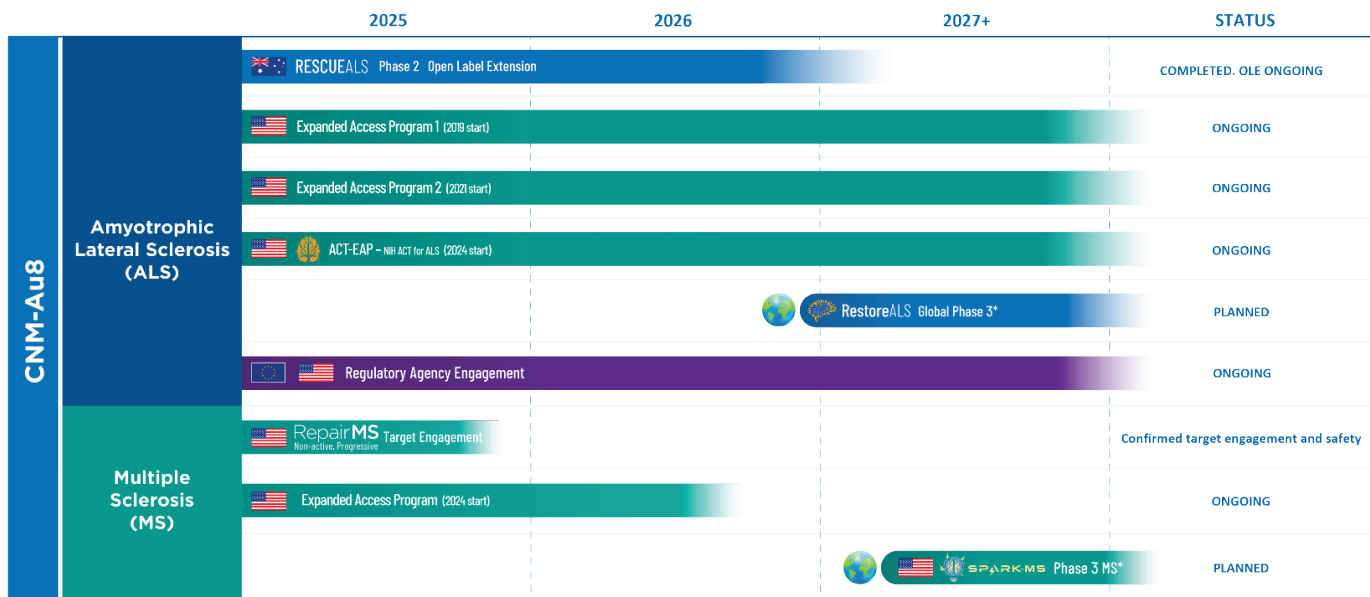 2025 2026 2027+ STATUS
CNM-Au8
Amyotrophic
Lateral Sclerosis
(ALS)
RESCUEALS Phase 2 Open Label Extension
COMPLETED. OLE ONGOING
Expanded Access Program 1 (2019 start)
ONGOING
Expanded Access Program 2 (2021 start)
ONGOING
ACT-EAP – NIH ACT for ALS (2024 start)
ONGOING
RestoreALS Global Phase 3*
PLANNED
Regulatory Agency Engagement
ONGOING
Multiple
Sclerosis
(MS)
RepairMS Target Engagement
Non-active, Progressive
Confirmed target engagement and safety
Expanded Access Program (2024 start)
ONGOING
SPARK-MS Phase 3 MS*
PLANNED